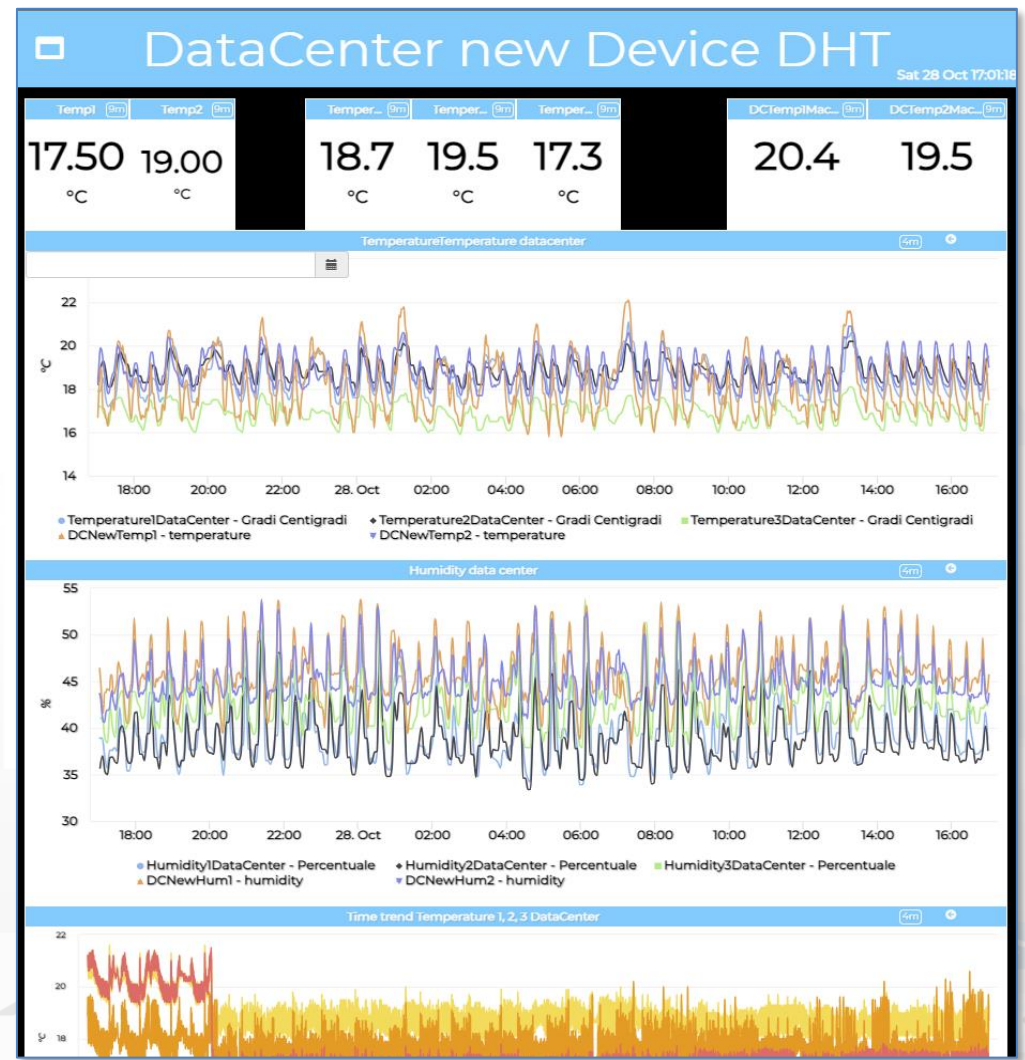 DataCenter new Device DHT
Sat 28 Oct 17:01:18
Temp1 9m Temp2 9m Temper... 9m Temper... 9m Temper... 9m DCTemp1Mac... 9m DCTemp2Mac... 9m
17.50 19.00 18.7 19.5 17.3 20.4 19.5
°C °C °C °C °C
TemperatureTemperature datacenter 4m
22
20
18
16
14
°C
18:00 20:00 22:00 28. Oct 02:00 04:00 06:00 08:00 10:00 12:00 14:00 16:00
Temperature1DataCenter - Gradi Centigradi Temperature2DataCenter - Gradi Centigradi Temperature3DataCenter - Gradi Centigradi
DCNewTemp1 - temperature DCNewTemp2 - temperature
Humidity data center 4m
55
50
45
40
35
30
%
18:00 20:00 22:00 28. Oct 02:00 04:00 06:00 08:00 10:00 12:00 14:00 16:00
Humidity1DataCenter - Percentuale Humidity2DataCenter - Percentuale Humidity3DataCenter - Percentuale
DCNewHum1 - humidity DCNewHum2 - humidity
Time trend Temperature 1, 2, 3 DataCenter 4m
22
20
18
°C